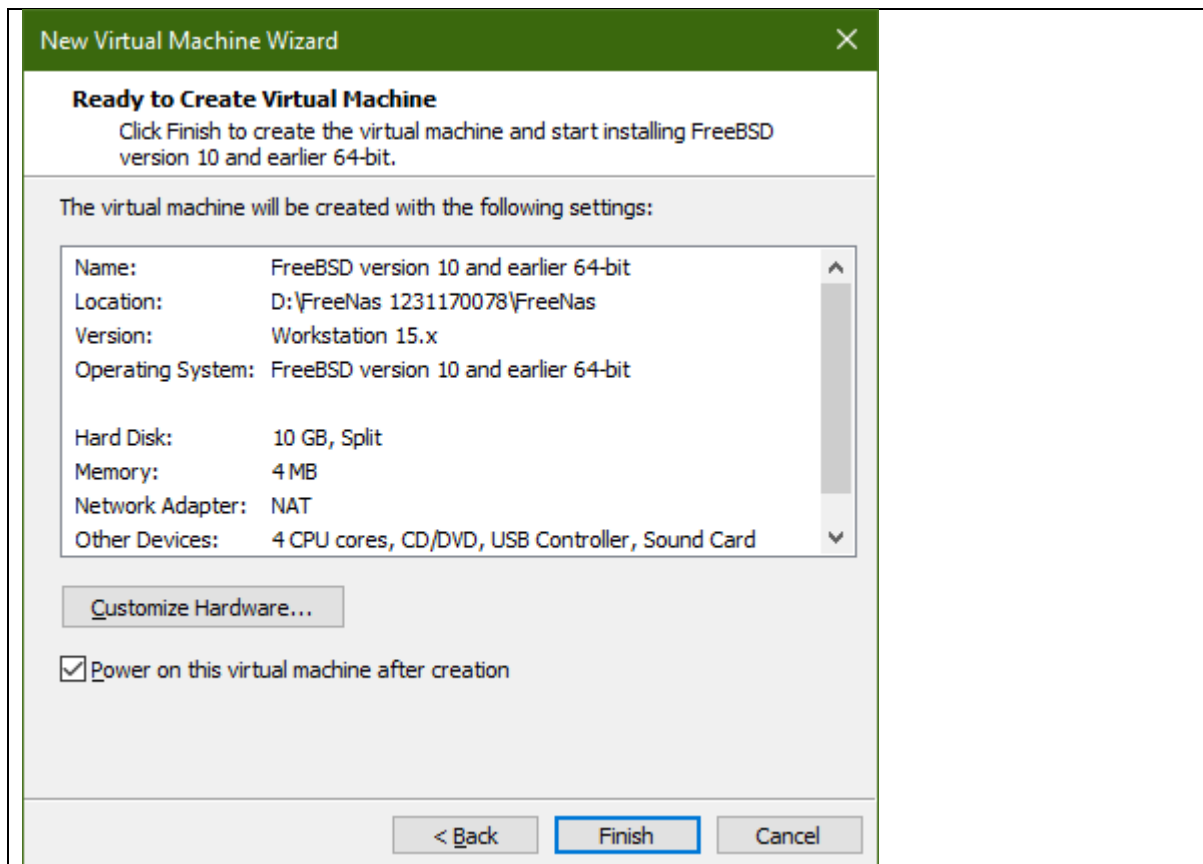 New Virtual Machine Wizard
Ready to Create Virtual Machine
Click Finish to create the virtual machine and start installing FreeBSD
version 10 and earlier 64-bit.
The virtual machine will be created with the following settings:
Name: FreeBSD version 10 and earlier 64-bit
Location: D:\FreeNas 1231170078\FreeNas
Version: Workstation 15.x
Operating System: FreeBSD version 10 and earlier 64-bit
Hard Disk: 10 GB, Split
Memory: 4 MB
Network Adapter: NAT
Other Devices: 4 CPU cores, CD/DVD, USB Controller, Sound Card
Customize Hardware...
Power on this virtual machine after creation
< Back Finish Cancel